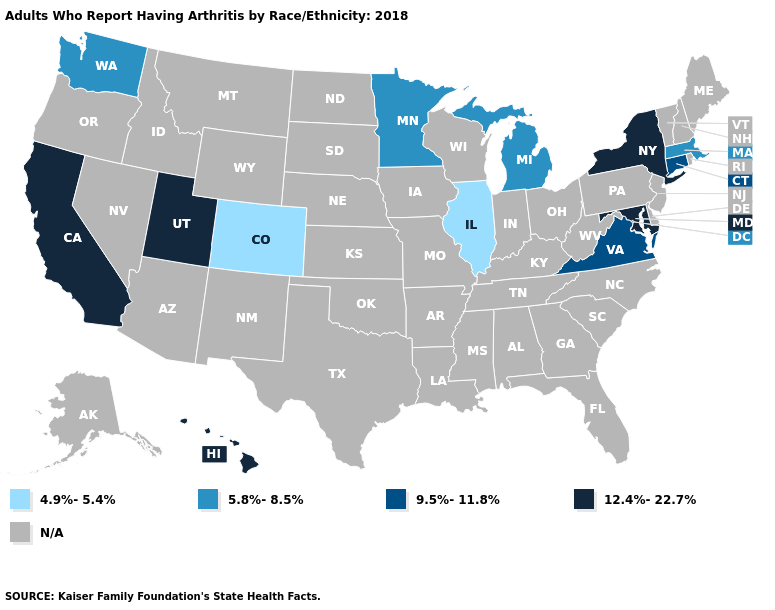 Adults Who Report Having Arthritis by Race/Ethnicity: 2018
WA
OR
CA
ID
NV
AZ
MT
WY
UT
CO
NM
ND
SD
NE
KS
OK
TX
MN
IA
MO
AR
LA
WI
IL
MS
MI
IN
OH
KY
TN
AL
GA
FL
SC
NC
VA
WV
PA
NY
ME
VT
NH
MA
RI
CT
NJ
DE
MD
DC
AK
HI
4.9%- 5.4%
5.8%- 8.5%
9.5%- 11.8%
12.4%- 22.7%
N/A
SOURCE: Kaiser Family Foundation's State Health Facts.